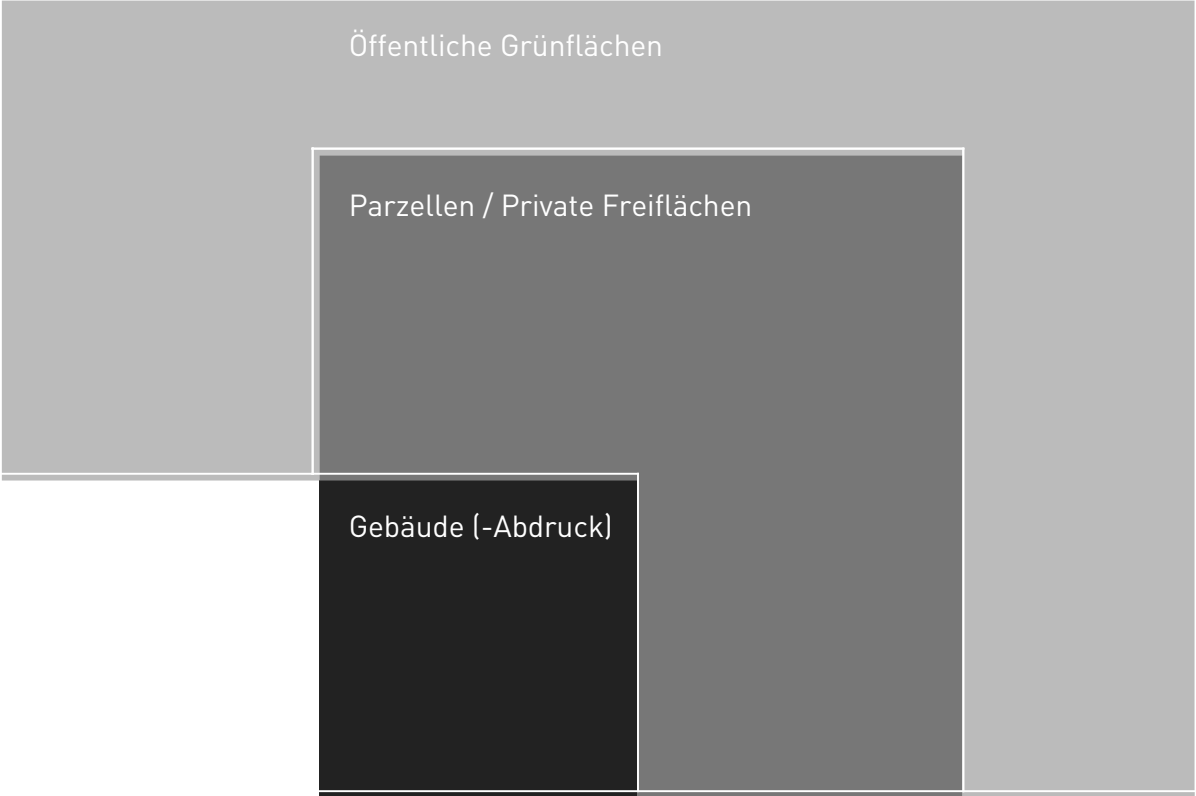 Öffentliche Grünflächen
Parzellen / Private Freiflächen
Gebäude (-Abdruck)